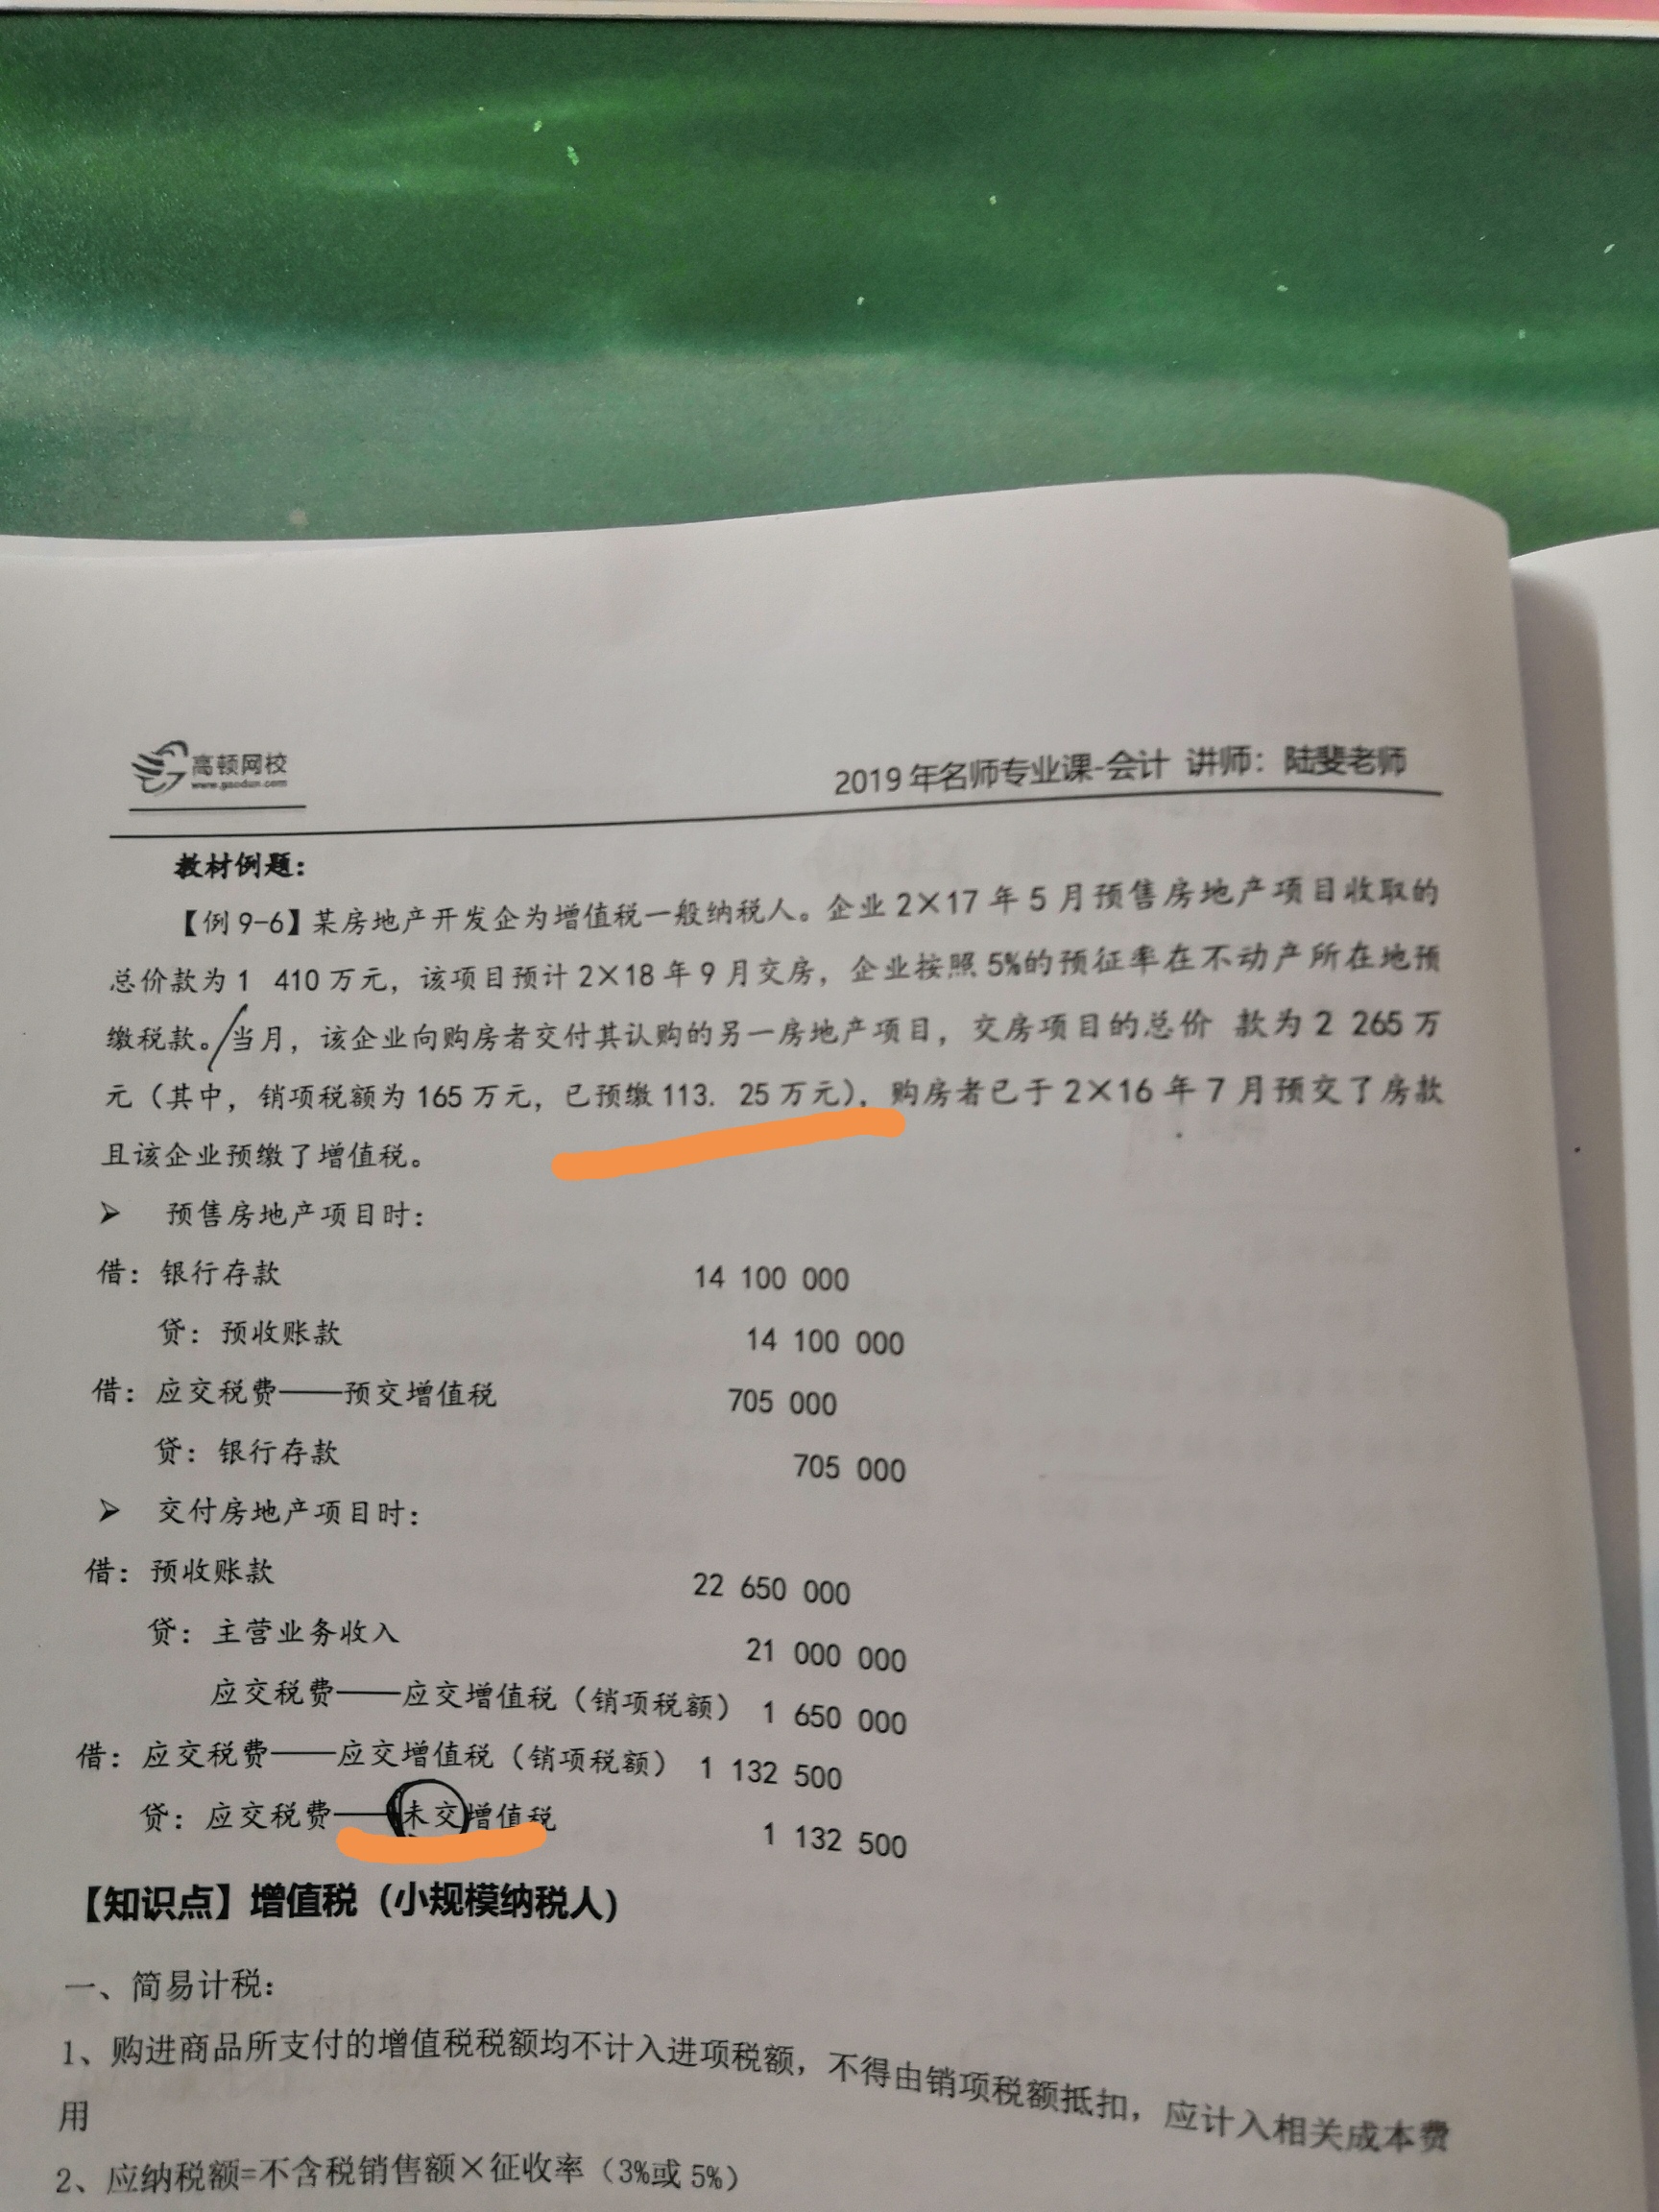 高顿网校
www.gaodun.com
2019年名师专业课-会计 讲师：陆斐老师
教材例题：
【例9-6】某房地产开发企为增值税一般纳税人。企业2×17年5月预售房地产项目收取的
总价款为1 410万元，该项目预计2×18年9月交房，企业按照5%的预征率在不动产所在地预
缴税款。当月，该企业向购房者交付其认购的另一房地产项目，交房项目的总价 款为2 265万
元（其中，销项税额为165万元，已预缴113. 25万元），购房者已于2×16年7月预交了房款
且该企业预缴了增值税。
➢ 预售房地产项目时：
借：银行存款 14 100 000
贷：预收账款 14 100 000
借：应交税费——预交增值税 705 000
贷：银行存款 705 000
➢ 交付房地产项目时：
借：预收账款 22 650 000
贷：主营业务收入 21 000 000
应交税费——应交增值税（销项税额） 1 650 000
借：应交税费——应交增值税（销项税额） 1 132 500
贷：应交税费——未交增值税 1 132 500
【知识点】增值税（小规模纳税人）
一、简易计税：
1、购进商品所支付的增值税税额均不计入进项税额，不得由销项税额抵扣，应计入相关成本费
用
2、应纳税额=不含税销售额×征收率（3%或5%）